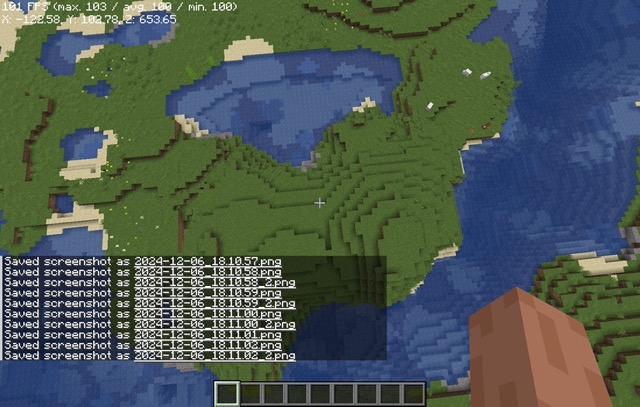 101 FPS (max. 103 / avg. 100 / min. 100)
X: -122.58, Y: 102.78, Z: 653.65
Saved screenshot as 2024-12-06_18.10.57.png
Saved screenshot as 2024-12-06_18.10.58.png
Saved screenshot as 2024-12-06_18.10.58_2.png
Saved screenshot as 2024-12-06_18.10.59.png
Saved screenshot as 2024-12-06_18.10.59_2.png
Saved screenshot as 2024-12-06_18.11.00.png
Saved screenshot as 2024-12-06_18.11.00_2.png
Saved screenshot as 2024-12-06_18.11.01.png
Saved screenshot as 2024-12-06_18.11.02.png
Saved screenshot as 2024-12-06_18.11.02_2.png